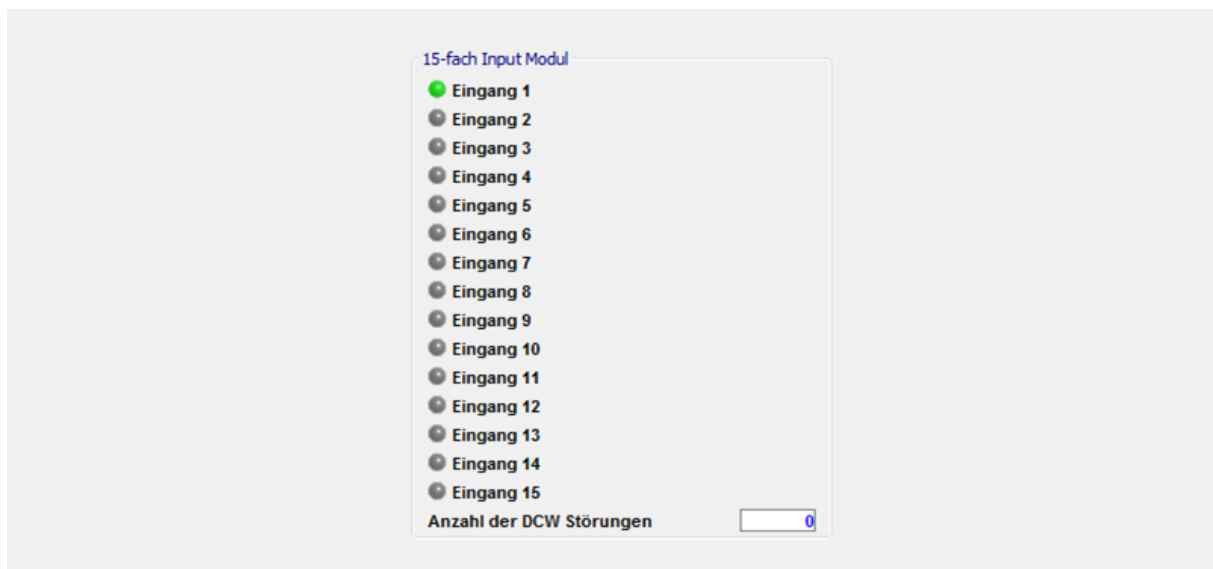 15-fach Input Modul
Eingang 1
Eingang 2
Eingang 3
Eingang 4
Eingang 5
Eingang 6
Eingang 7
Eingang 8
Eingang 9
Eingang 10
Eingang 11
Eingang 12
Eingang 13
Eingang 14
Eingang 15
Anzahl der DCW Störungen 0